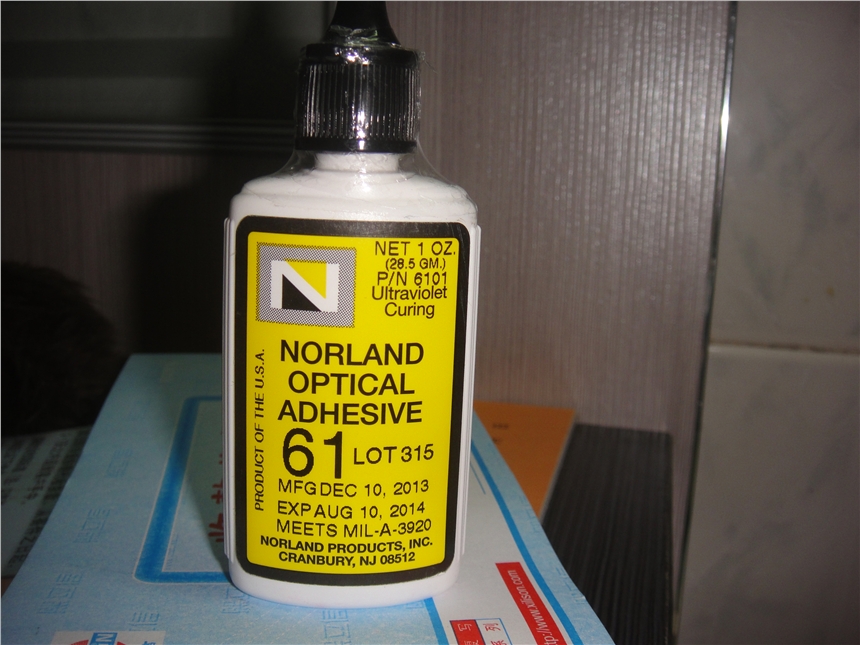 N
NET 1 OZ.
(28.5 GM.)
P/N 6101
Ultraviolet
Curing
NORLAND
OPTICAL
ADHESIVE
61 LOT 315
PRODUCT OF THE U.S.A.
MFG DEC 10, 2013
EXP AUG 10, 2014
MEETS MIL-A-3920
NORLAND PRODUCTS, INC.
CRANBURY, NJ 08512
列